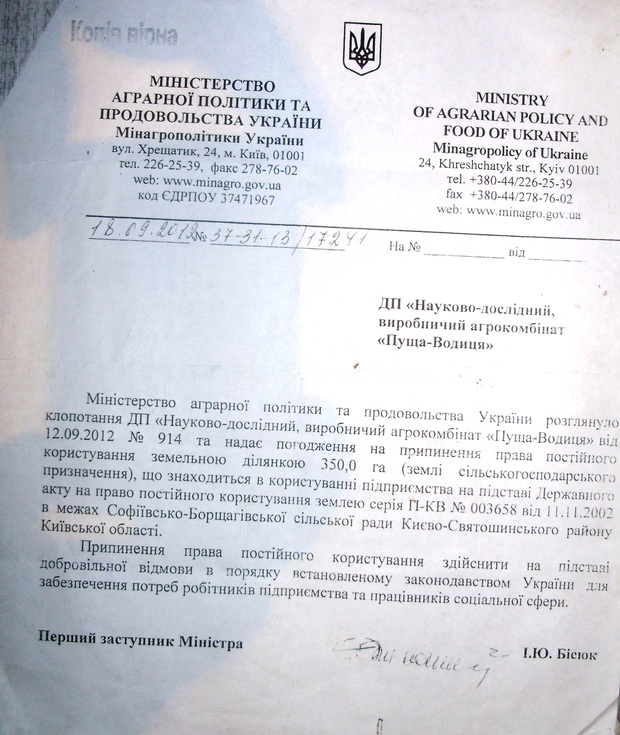 Копія вірна
МІНІСТЕРСТВО
АГРАРНОЇ ПОЛІТИКИ ТА
ПРОДОВОЛЬСТВА УКРАЇНИ
Мінагрополітики України
вул. Хрещатик, 24, м. Київ, 01001
тел. 226-25-39, факс 278-76-02
web: www.minagro.gov.ua
код ЄДРПОУ 37471967
MINISTRY
OF AGRARIAN POLICY AND
FOOD OF UKRAINE
Minagropolicy of Ukraine
24, Khreshchatyk str., Kyiv 01001
tel. +380-44/226-25-39
fax +380-44/278-76-02
web: www.minagro.gov.ua
18.09.2012 № 37-31-13/17241
На № __________ від ________
ДП «Науково-дослідний,
виробничий агрокомбінат
«Пуща-Водиця»
Міністерство аграрної політики та продовольства України розглянуло
клопотання ДП «Науково-дослідний, виробничий агрокомбінат «Пуща-Водиця» від
12.09.2012 № 914 та надає погодження на припинення права постійного
користування земельною ділянкою 350,0 га (землі сільськогосподарського
призначення), що знаходиться в користуванні підприємства на підставі Державного
акту на право постійного користування землею серія ІІ-КВ № 003658 від 11.11.2002
в межах Софіївсько-Борщагівської сільської ради Києво-Святошинського району
Київської області.
Припинення права постійного користування здійснити на підставі
добровільної відмови в порядку встановленому законодавством України для
забезпечення потреб робітників підприємства та працівників соціальної сфери.
Перший заступник Міністра
І.Ю. Бісюк